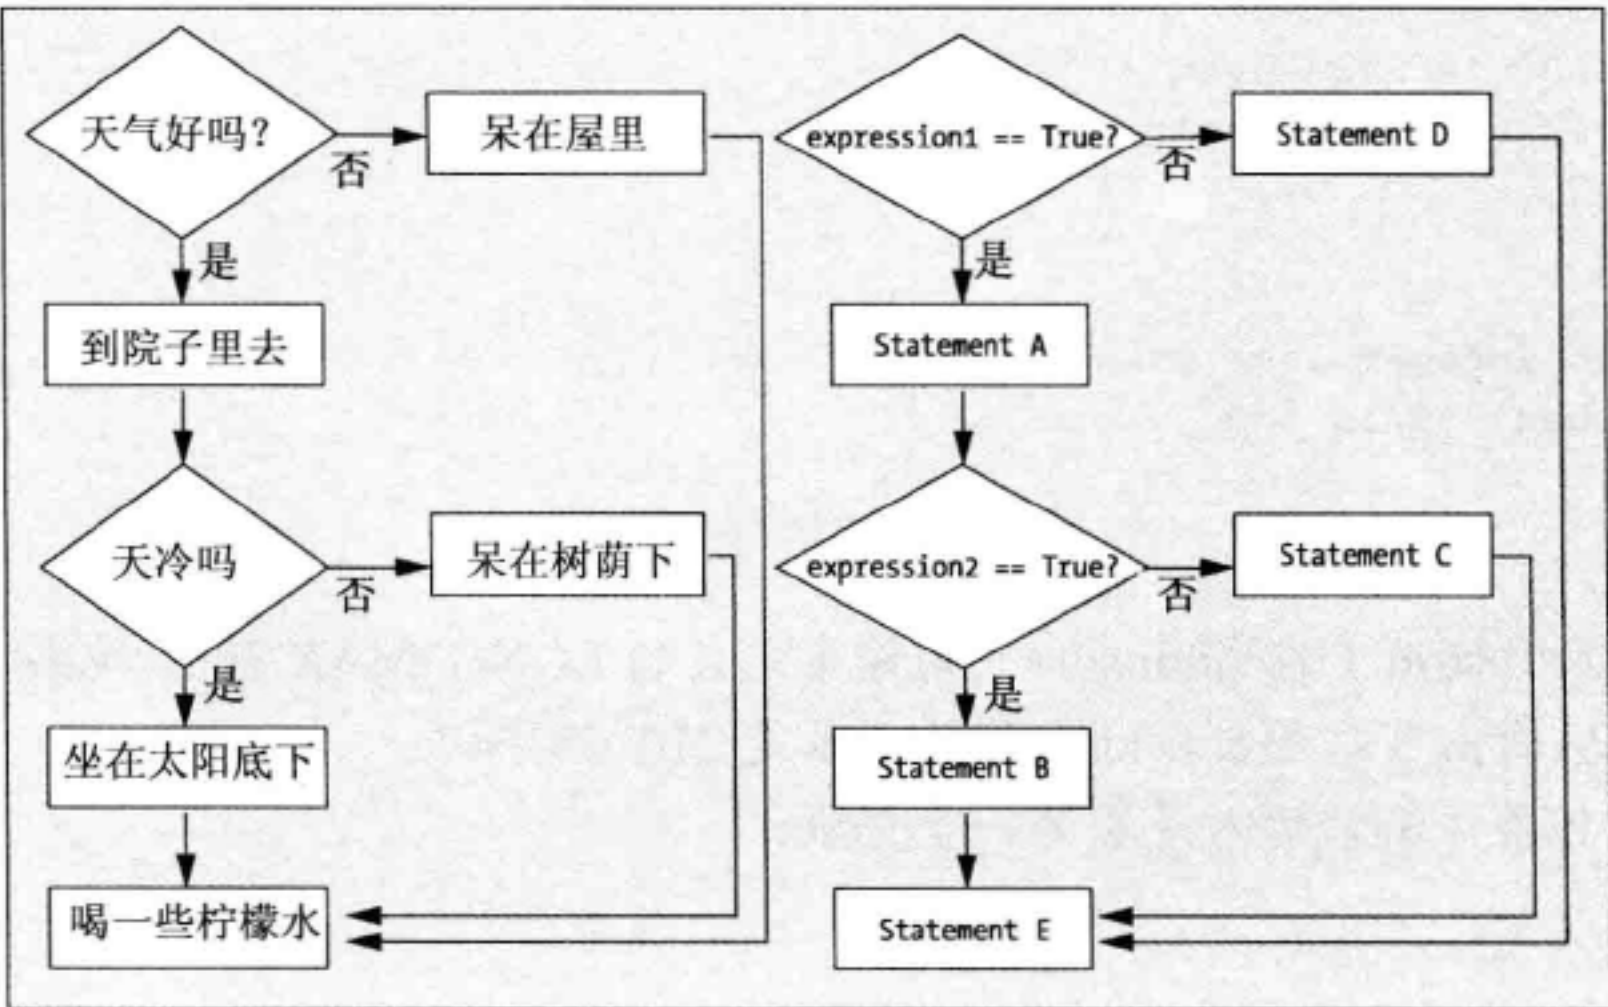 天气好吗?
否
呆在屋里
是
到院子里去
天冷吗
否
呆在树荫下
是
坐在太阳底下
喝一些柠檬水
expression1 == True?
否
Statement D
是
Statement A
expression2 == True?
否
Statement C
是
Statement B
Statement E